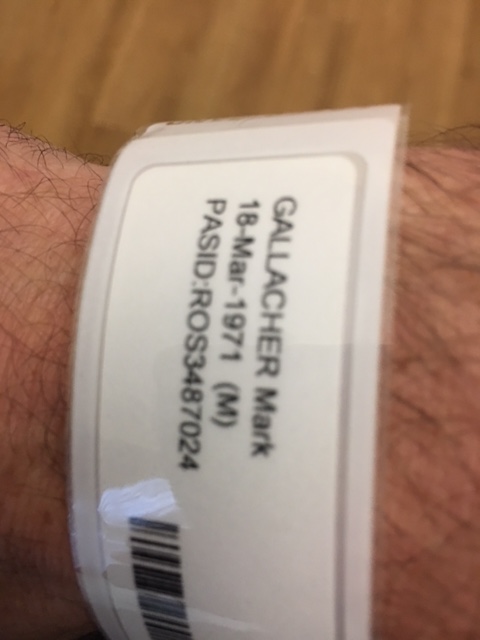 GALLACHER Mark
18-Mar-1971 (M)
PASID:ROS3487024